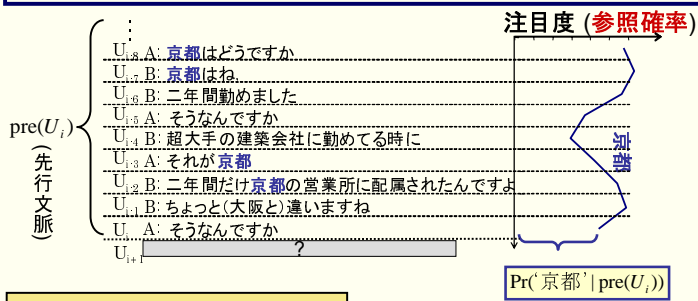 注目度 (参照確率)
⋮
U_{i-8} A: 京都はどうですか
U_{i-7} B: 京都はね,
U_{i-6} B: 二年間勤めました
U_{i-5} A: そうなんですか
U_{i-4} B: 超大手の建築会社に勤めてる時に
U_{i-3} A: それが京都
U_{i-2} B: 二年間だけ京都の営業所に配属されたんですよ
U_{i-1} B: ちょっと(大阪と)違いますね
U_i A: そうなんですか
U_{i+1} ?
pre(U_i)
(先行文脈)
京都
Pr('京都'|pre(U_i))